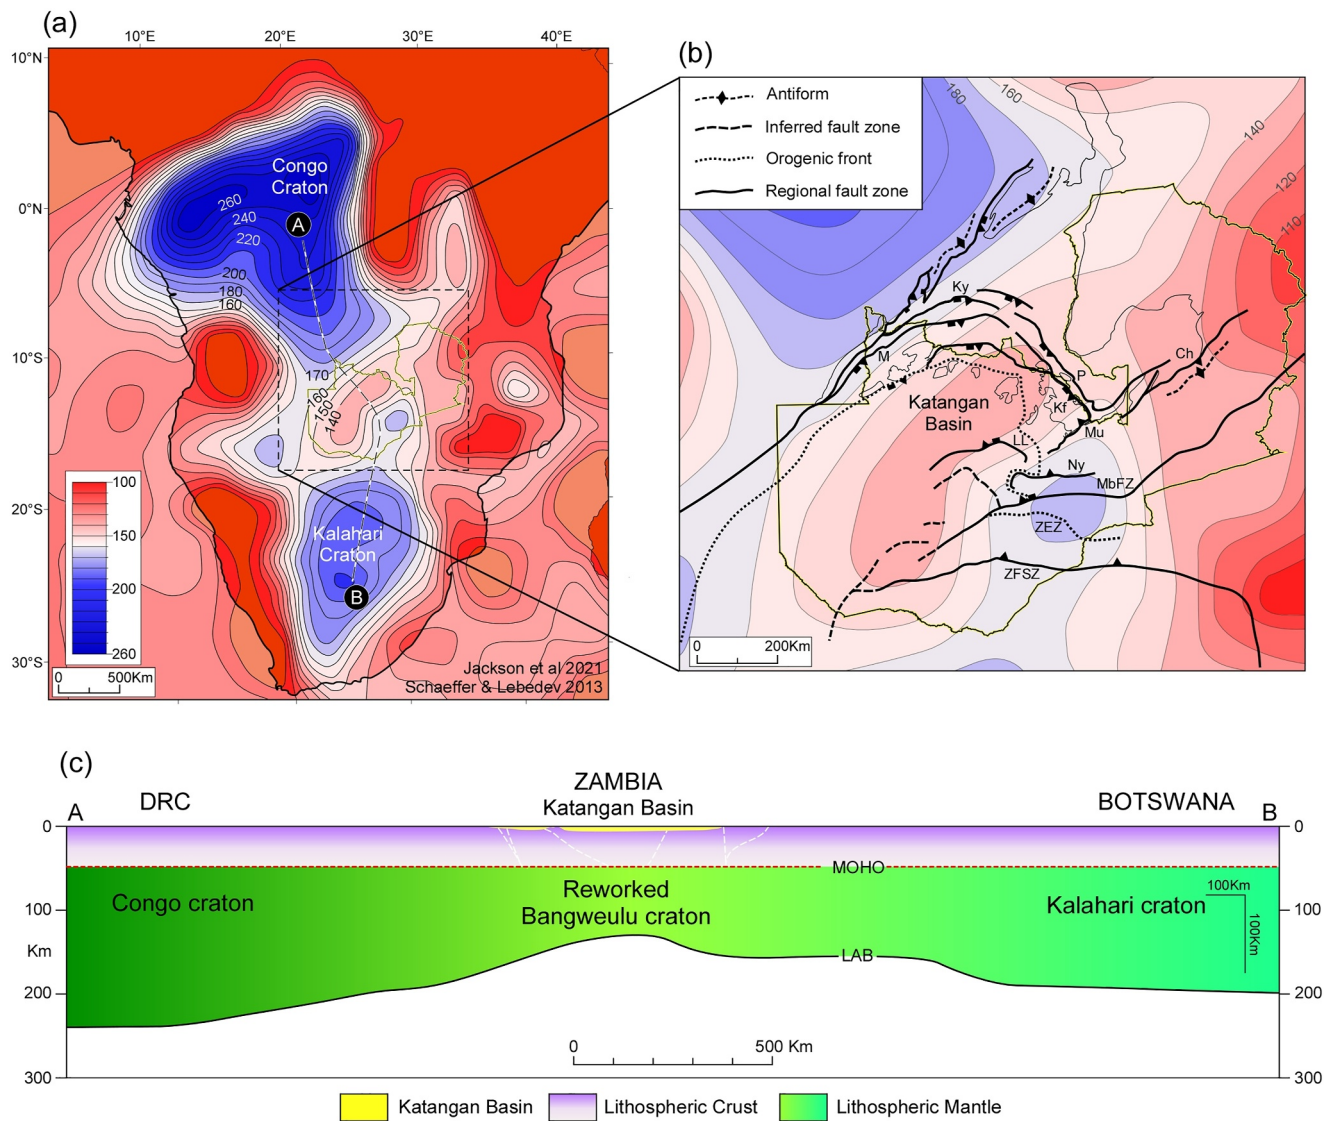 (a)
10°E 20°E 30°E 40°E
10°N
0°N
10°S
20°S
30°S
Congo
Craton
260
240
220
A
200
180
160
170
160
150
140
Kalahari
Craton
B
100
150
200
260
0 500Km
Jackson et al 2021
Schaeffer & Lebedev 2013
(b)
Antiform
Inferred fault zone
Orogenic front
Regional fault zone
180
160
140
120
110
Ky
M
Ch
P
Katangan
Basin
Kf
Mu
LL
Ny
MbFZ
ZEZ
ZFSZ
0 200Km
(c)
ZAMBIA
Katangan Basin
DRC
BOTSWANA
A B
0 0
MOHO
Congo craton
Reworked
Bangweulu craton
Kalahari craton
100Km
100Km
100 100
Km
LAB
200 200
0 500 Km
300 300
Katangan Basin Lithospheric Crust Lithospheric Mantle